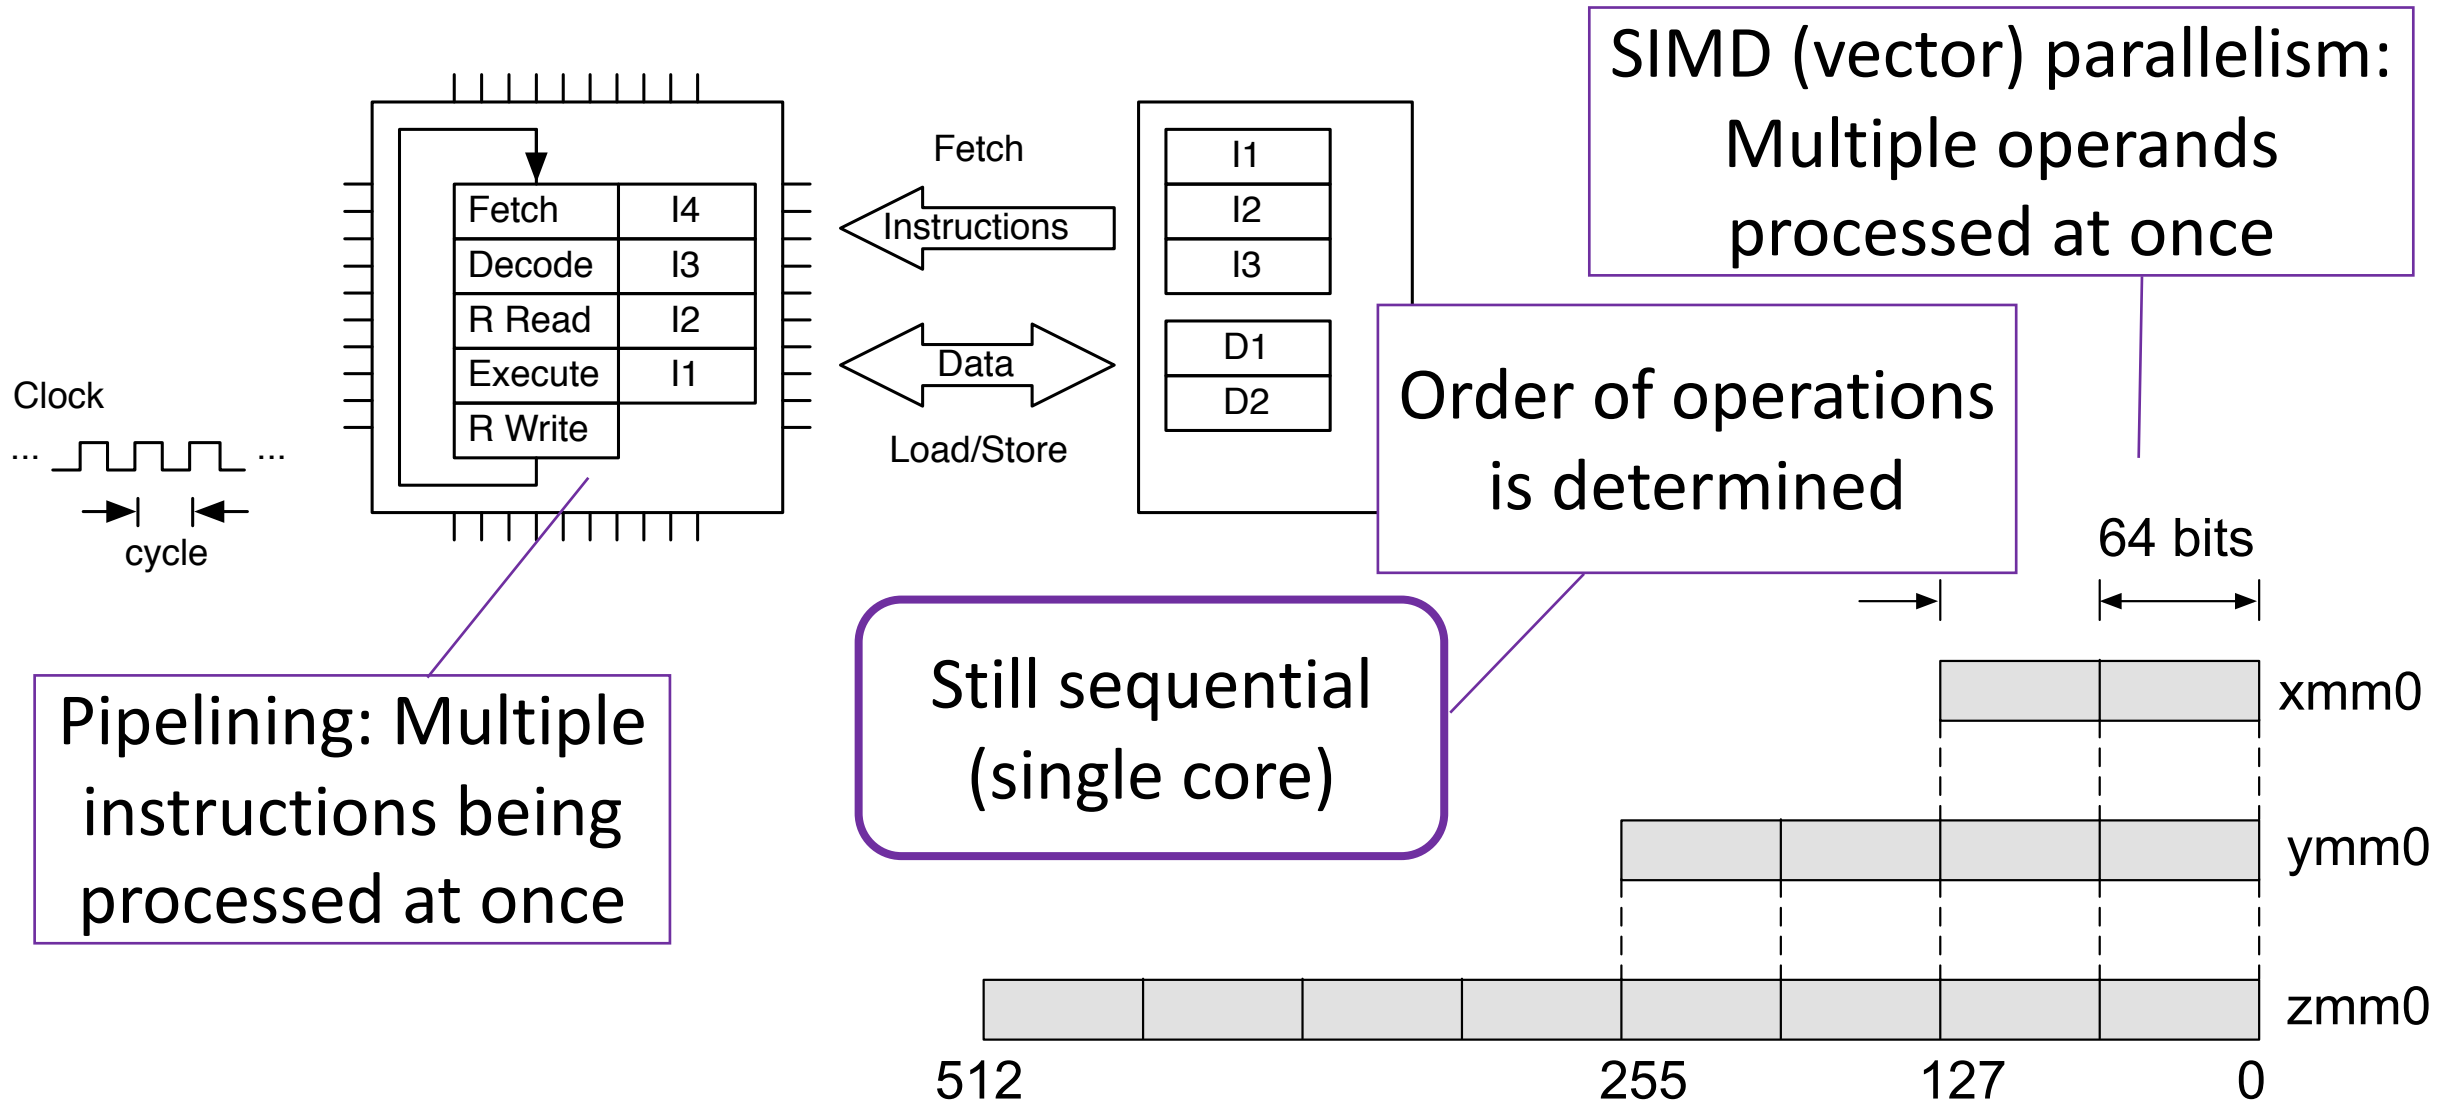 SIMD (vector) parallelism:
Multiple operands
processed at once
Fetch
I1
I2
I3
Instructions
Fetch I4
Decode I3
R Read I2
Execute I1
R Write
D1
D2
Data
Load/Store
Order of operations
is determined
Clock
... ...
cycle
64 bits
Still sequential
(single core)
Pipelining: Multiple
instructions being
processed at once
xmm0
ymm0
zmm0
512 255 127 0